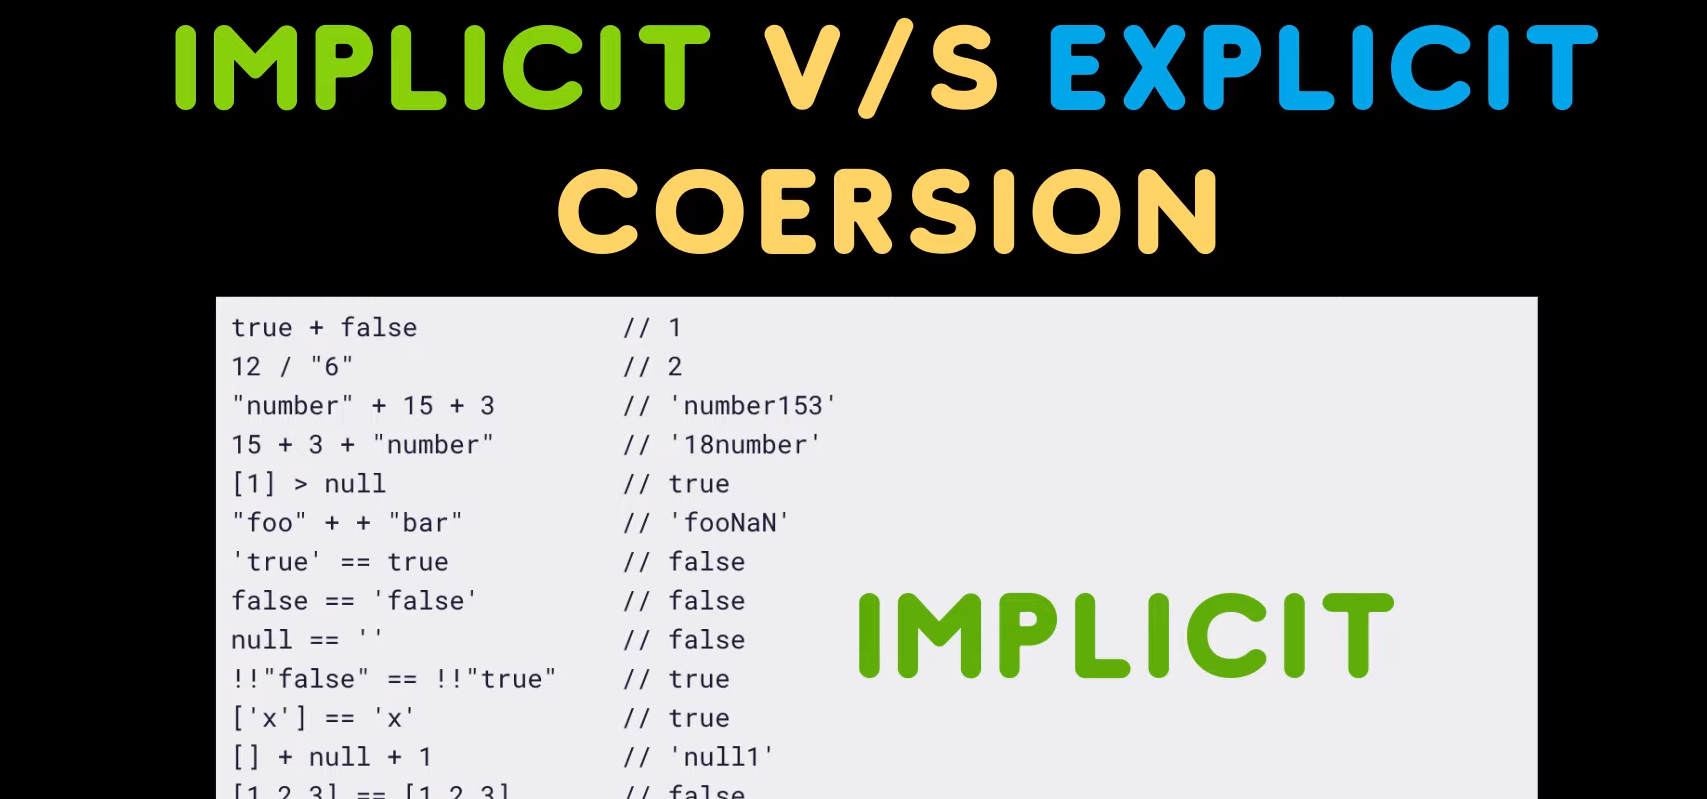 IMPLICIT V/S EXPLICIT
COERSION
true + false // 1
12 / "6" // 2
"number" + 15 + 3 // 'number153'
15 + 3 + "number" // '18number'
[1] > null // true
"foo" + + "bar" // 'fooNaN'
'true' == true // false
false == 'false' // false
null == '' // false
!!"false" == !!"true" // true
['x'] == 'x' // true
[] + null + 1 // 'null1'
[1,2,3] == [1,2,3] // false
IMPLICIT